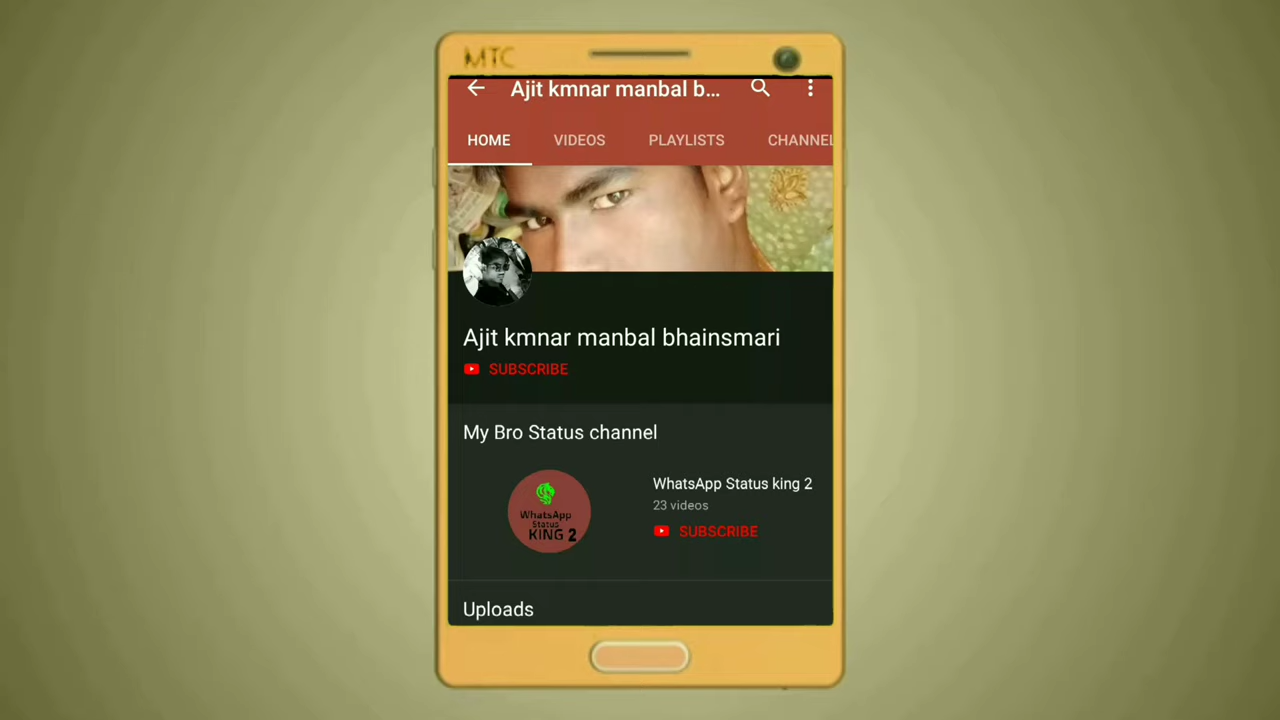 MTC
Ajit kmnar manbal b...
HOME VIDEOS PLAYLISTS CHANNEL
Ajit kmnar manbal bhainsmari
SUBSCRIBE
My Bro Status channel
WhatsApp Status king 2
23 videos
SUBSCRIBE
WhatsApp
Status
KING 2
Uploads